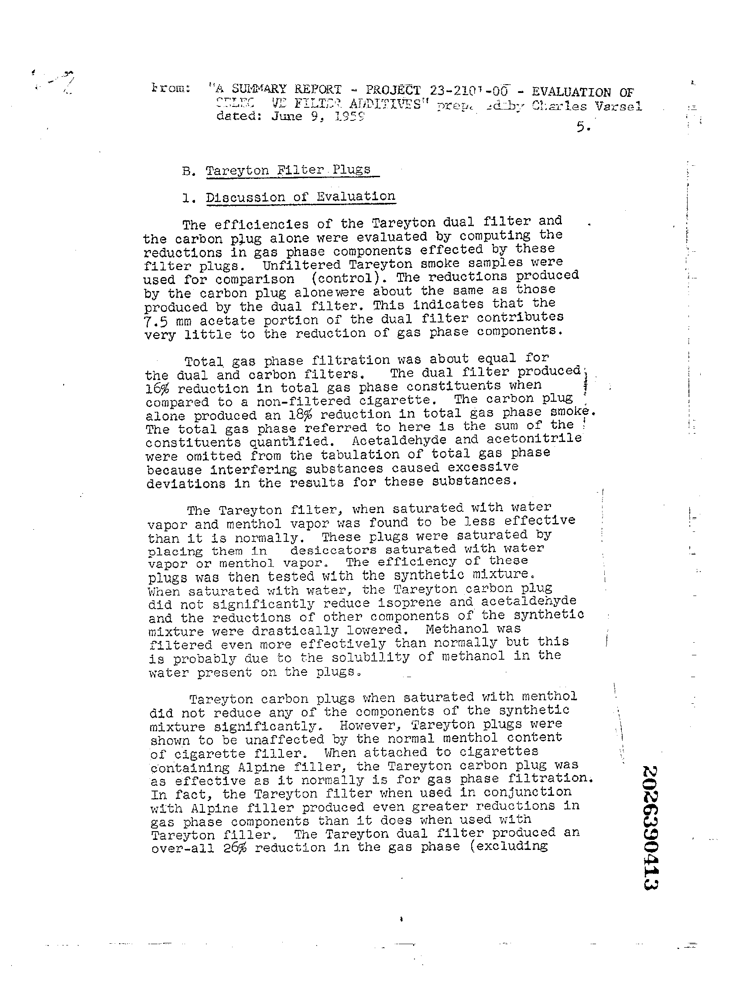 From: "A SUMMARY REPORT - PROJECT 23-2101-00 - EVALUATION OF
FILTER ADDITIVES" by Charles Varsel
dated: June 9, 1959
5.
B. Tareyton Filter Plugs
1. Discussion of Evaluation
The efficiencies of the Tareyton dual filter and
the carbon plug alone were evaluated by computing the
reductions in gas phase components effected by these
filter plugs. Unfiltered Tareyton smoke samples were
used for comparison (control). The reductions produced
by the carbon plug alonewere about the same as those
produced by the dual filter. This indicates that the
7.5 mm acetate portion of the dual filter contributes
very little to the reduction of gas phase components.
Total gas phase filtration was about equal for
the dual and carbon filters. The dual filter produced
16% reduction in total gas phase constituents when
compared to a non-filtered cigarette. The carbon plug
alone produced an 18% reduction in total gas phase smoke.
The total gas phase referred to here is the sum of the
constituents quantified. Acetaldehyde and acetonitrile
were omitted from the tabulation of total gas phase
because interfering substances caused excessive
deviations in the results for these substances.
The Tareyton filter, when saturated with water
vapor and menthol vapor was found to be less effective
than it is normally. These plugs were saturated by
placing them in desiccators saturated with water
vapor or menthol vapor. The efficiency of these
plugs was then tested with the synthetic mixture.
When saturated with water, the Tareyton carbon plug
did not significantly reduce isoprene and acetaldehyde
and the reductions of other components of the synthetic
mixture were drastically lowered. Methanol was
filtered even more effectively than normally but this
is probably due to the solubility of methanol in the
water present on the plugs.
Tareyton carbon plugs when saturated with menthol
did not reduce any of the components of the synthetic
mixture significantly. However, Tareyton plugs were
shown to be unaffected by the normal menthol content
of cigarette filler. When attached to cigarettes
containing Alpine filler, the Tareyton carbon plug was
as effective as it normally is for gas phase filtration.
In fact, the Tareyton filter when used in conjunction
with Alpine filler produced even greater reductions in
gas phase components than it does when used with
Tareyton filler. The Tareyton dual filter produced an
over-all 26% reduction in the gas phase (excluding
2026390413